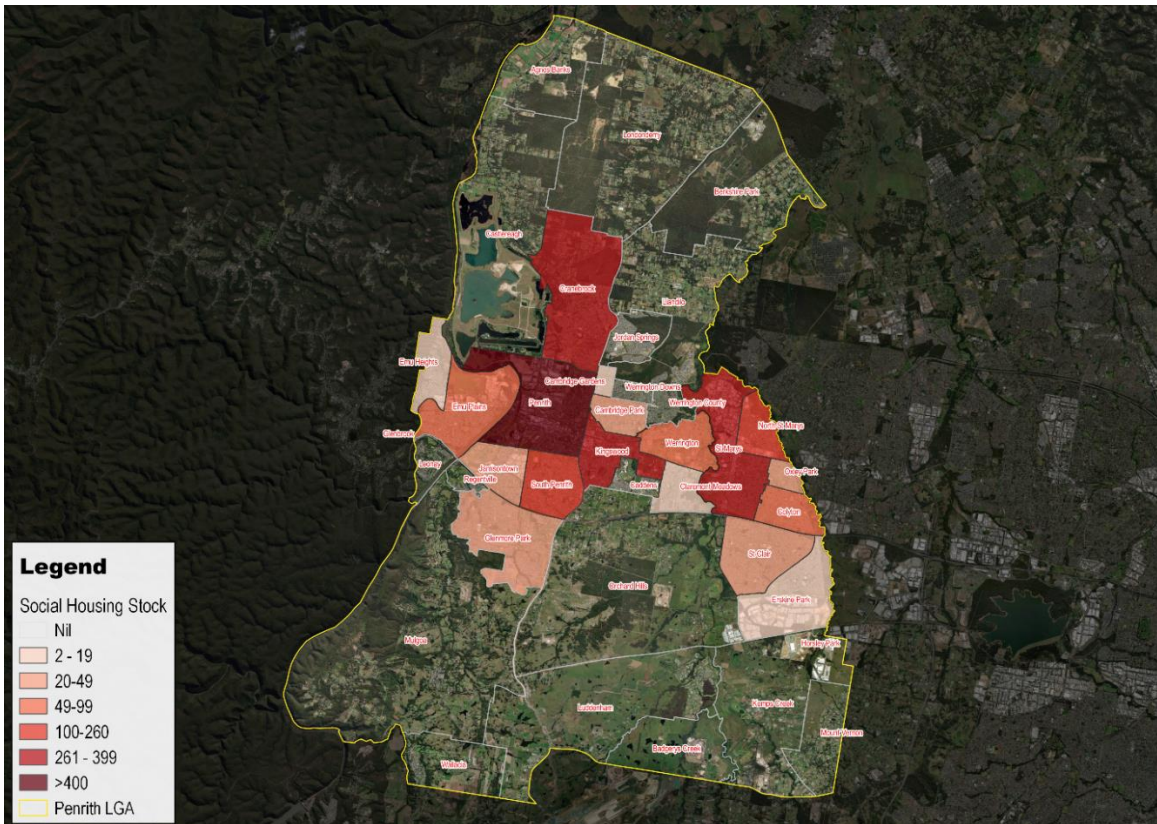 Agnes Banks
Londonderry
Berkshire Park
Castlereagh
Cranebrook
Llandilo
Jordan Springs
Emu Heights
Cambridge Gardens
Werrington Downs
Emu Plains
Penrith
Cambridge Park
Werrington County
North St Marys
Glenbrook
Werrington
St Marys
Kingswood
Leonay
Jamisontown
Regentville
South Penrith
Caddens
Claremont Meadows
Oxley Park
Colyton
Glenmore Park
St Clair
Orchard Hills
Erskine Park
Mulgoa
Horsley Park
Luddenham
Kemps Creek
Mount Vernon
Badgerys Creek
Wallacia
Legend
Social Housing Stock
Nil
2 - 19
20-49
49-99
100-260
261 - 399
>400
Penrith LGA